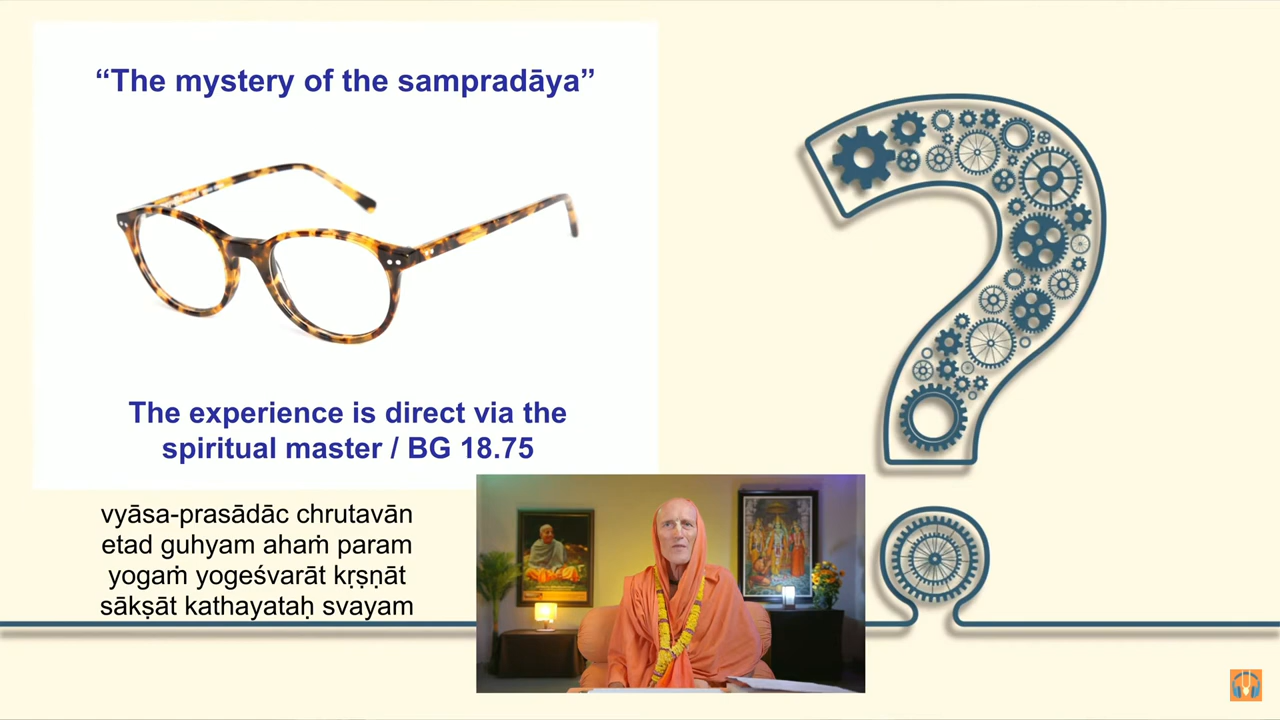 “The mystery of the sampradāya”
The experience is direct via the
spiritual master / BG 18.75
vyāsa-prasādāc chrutavān
etad guhyam ahaṁ param
yogaṁ yogeśvarāt kṛṣṇāt
sākṣāt kathayataḥ svayam